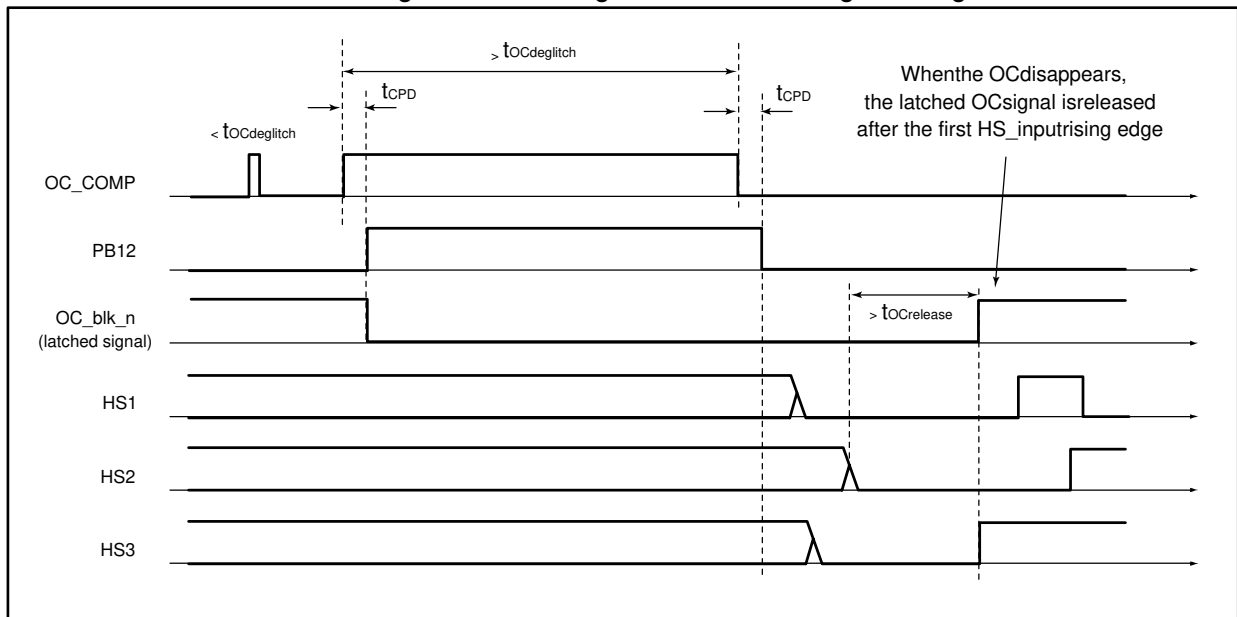 > tOCdeglitch
Whenthe OCdisappears,
the latched OCsignal isreleased
after the first HS_inputrising edge
tCPD
tCPD
< tOCdeglitch
OC_COMP
PB12
OC_blk_n
(latched signal)
> tOCrelease
HS1
HS2
HS3